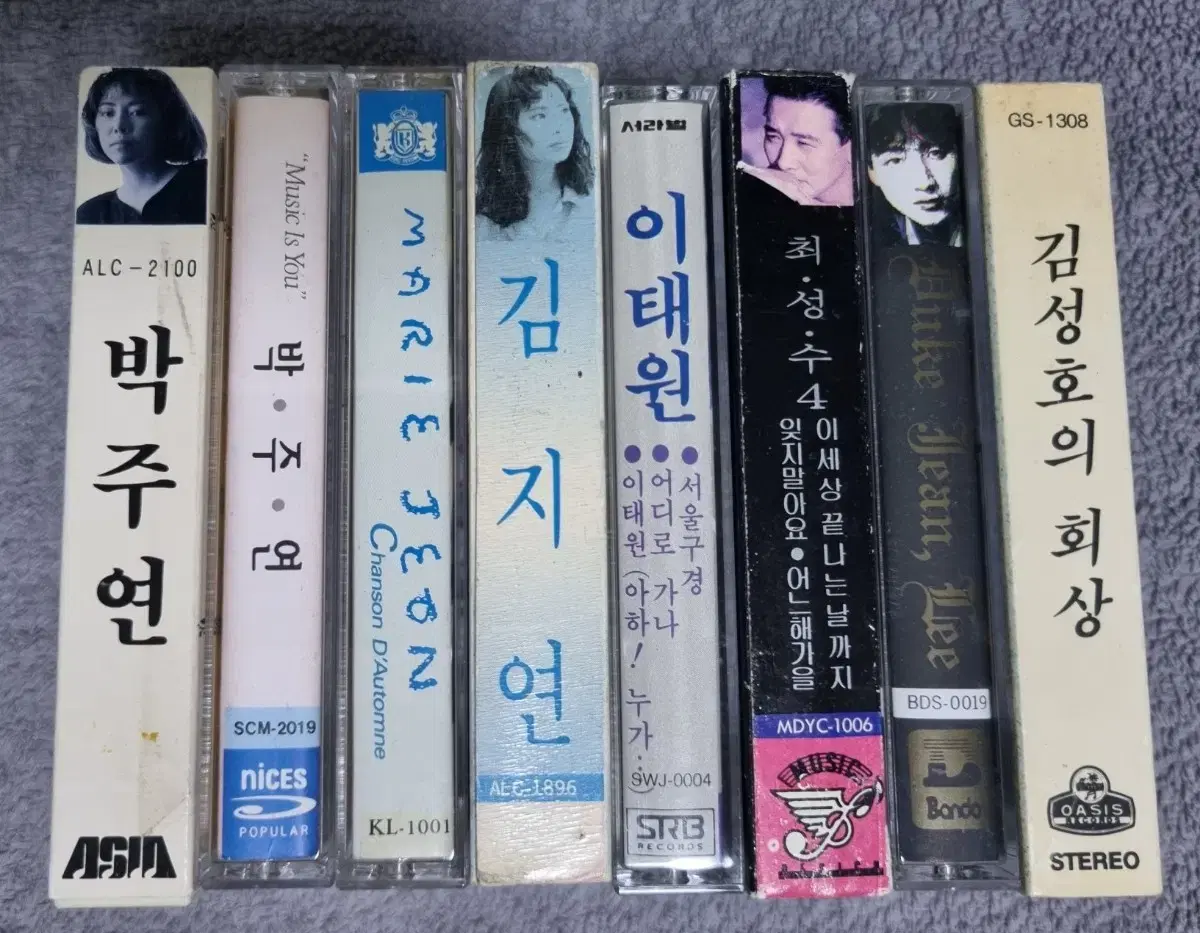 ALC-2100
박주연
ASIA
"Music Is You"
박·주·연
SCM-2019
nices
POPULAR
MARIE JEON
Chanson D'Automne
KL-1001
김지연
ALC-1896
서라벌
이태원
●서울구경
●어디로 가나
●이태원(아하! 누가··)
SWJ-0004
SRB
RECORDS
최·성·수4
이세상 끝나는날까지
잊지말아요●어느해가을
MDYC-1006
MUSIC
Jean, Lee
BDS-0019
Bando
GS-1308
김성호의 회상
OASIS
RECORDS
STEREO